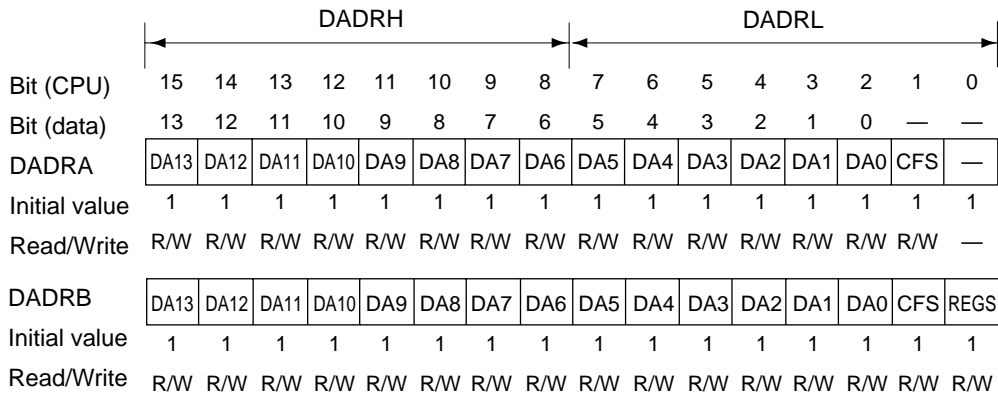 DADRH DADRL
Bit (CPU) 15 14 13 12 11 10 9 8 7 6 5 4 3 2 1 0
Bit (data) 13 12 11 10 9 8 7 6 5 4 3 2 1 0 — —
DADRA DA13 DA12 DA11 DA10 DA9 DA8 DA7 DA6 DA5 DA4 DA3 DA2 DA1 DA0 CFS —
Initial value 1 1 1 1 1 1 1 1 1 1 1 1 1 1 1 1
Read/Write R/W R/W R/W R/W R/W R/W R/W R/W R/W R/W R/W R/W R/W R/W R/W —
DADRB DA13 DA12 DA11 DA10 DA9 DA8 DA7 DA6 DA5 DA4 DA3 DA2 DA1 DA0 CFS REGS
Initial value 1 1 1 1 1 1 1 1 1 1 1 1 1 1 1 1
Read/Write R/W R/W R/W R/W R/W R/W R/W R/W R/W R/W R/W R/W R/W R/W R/W R/W